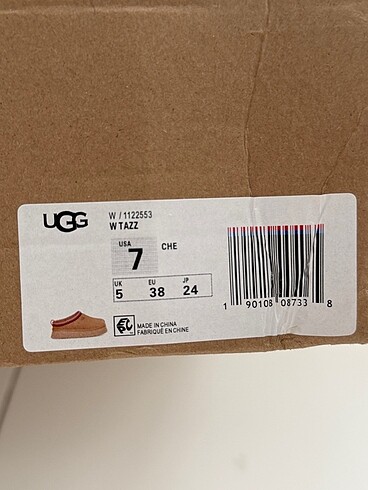 UGG
W / 1122553
W TAZZ
USA
7
CHE
UK EU JP
5 38 24
MADE IN CHINA
FABRIQUÉ EN CHINE
1 90108 08733 8